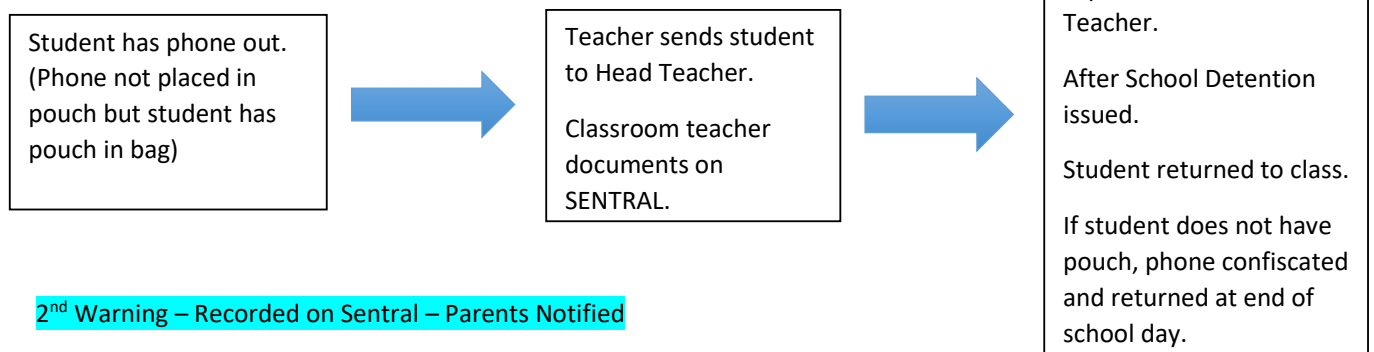 Student has phone out.
(Phone not placed in
pouch but student has
pouch in bag)
Teacher sends student
to Head Teacher.
Classroom teacher
documents on
SENTRAL.
Teacher.
After School Detention
issued.
Student returned to class.
If student does not have
pouch, phone confiscated
and returned at end of
school day.
2nd Warning – Recorded on Sentral – Parents Notified